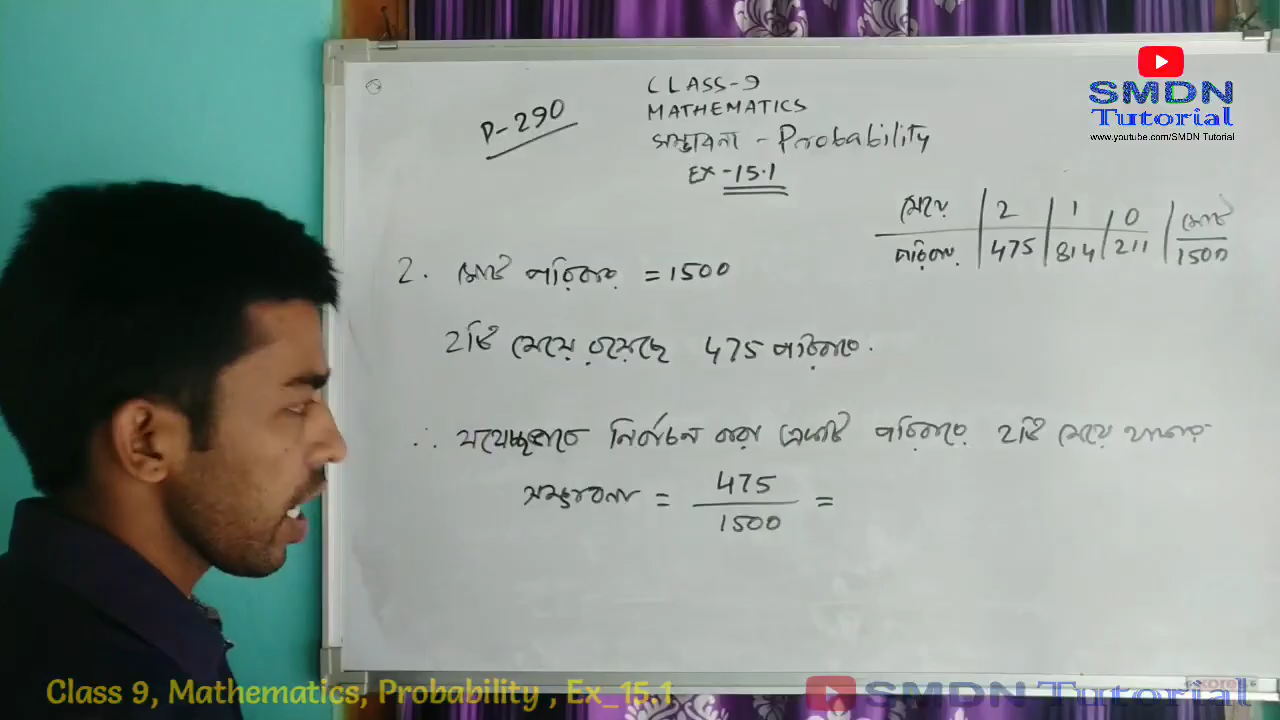 CLASS-9
P-290
MATHEMATICS
সম্ভাবনা - Probability
EX-15.1
SMDN
Tutorial
www.youtube.com/SMDN Tutorial
মেয়ে 2 1 0 মোট
পরিবার 475 814 211 1500
2. মোট পরিবার = 1500
2টি মেয়ে রয়েছে 475 পরিবারে.
∴ যথেচ্ছভাবে নির্বাচন করা একটি পরিবারে 2টি মেয়ে থাকার
সম্ভাবনা = 475/1500 =
Class 9, Mathematics, Probability , Ex_15.1
SMDN Tutorial